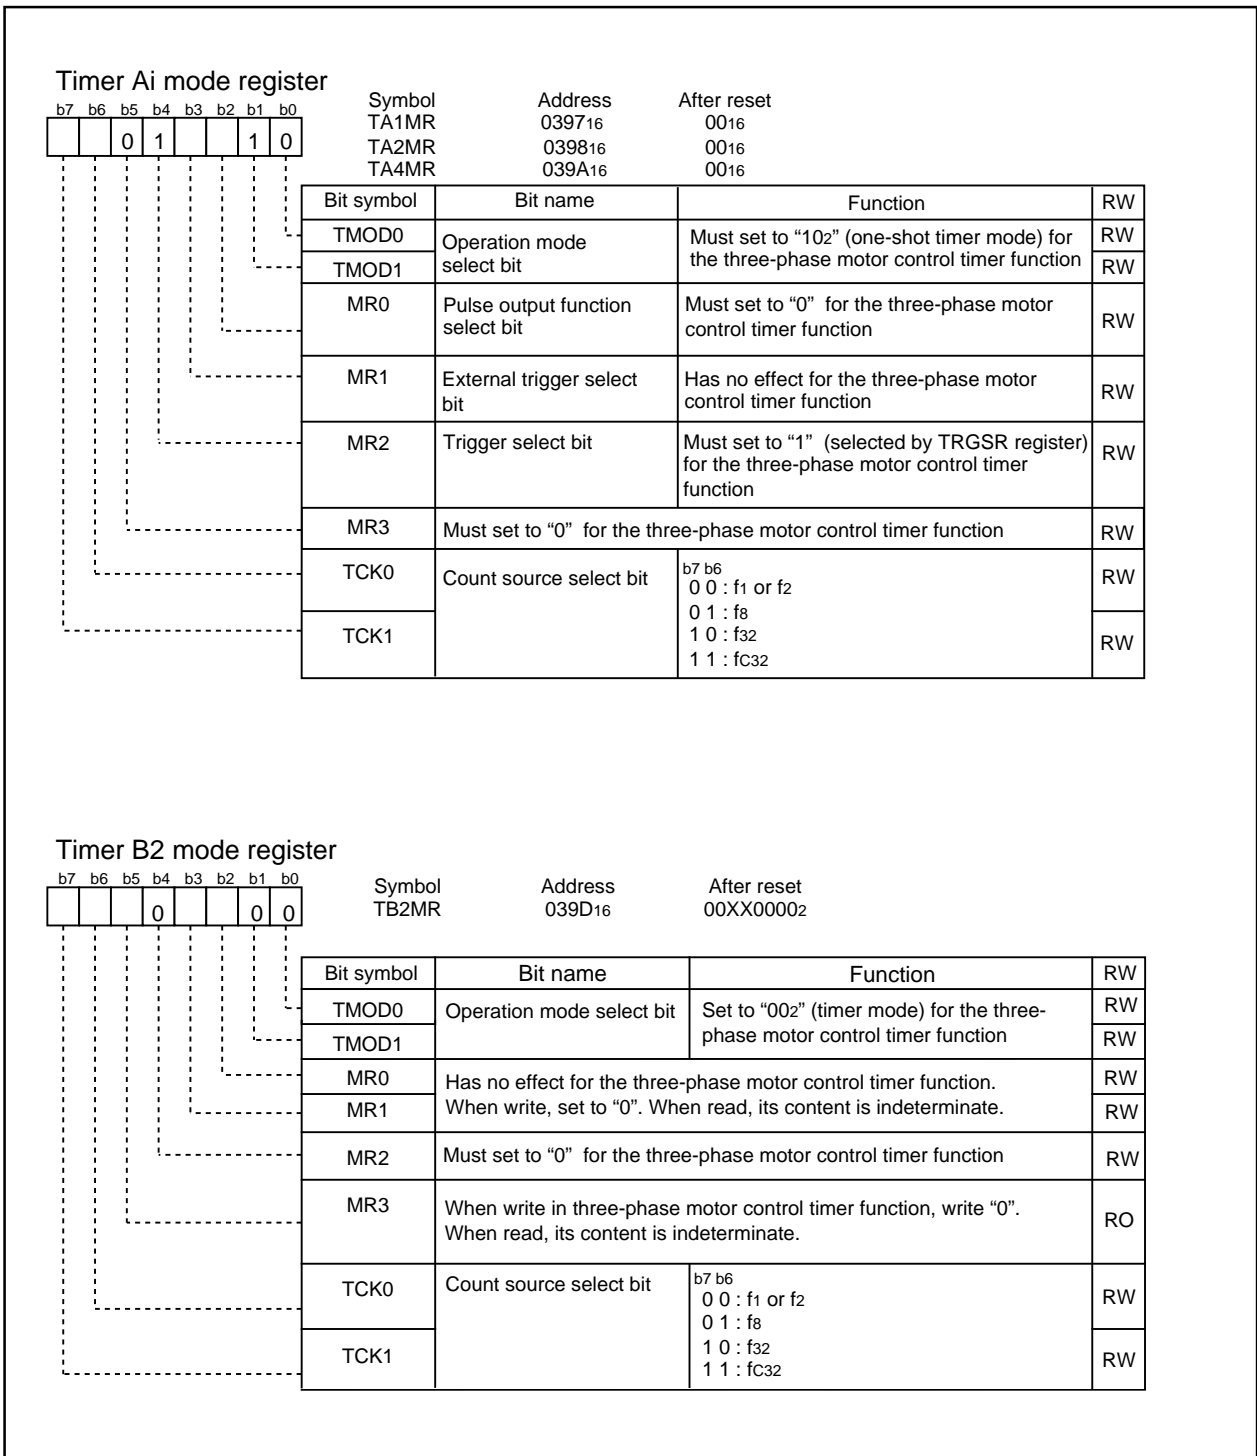 Timer Ai mode register
b7 b6 b5 b4 b3 b2 b1 b0
0 1 1 0
Symbol Address After reset
TA1MR 039716 0016
TA2MR 039816 0016
TA4MR 039A16 0016
Bit symbol Bit name Function RW
TMOD0 Operation mode select bit Must set to “102” (one-shot timer mode) for the three-phase motor control timer function RW
TMOD1 RW
MR0 Pulse output function select bit Must set to “0” for the three-phase motor control timer function RW
MR1 External trigger select bit Has no effect for the three-phase motor control timer function RW
MR2 Trigger select bit Must set to “1” (selected by TRGSR register) for the three-phase motor control timer function RW
MR3 Must set to “0” for the three-phase motor control timer function RW
TCK0 Count source select bit b7 b6 RW
0 0 : f1 or f2
0 1 : f8
TCK1 1 0 : f32 RW
1 1 : fC32
Timer B2 mode register
b7 b6 b5 b4 b3 b2 b1 b0
0 0 0
Symbol Address After reset
TB2MR 039D16 00XX00002
Bit symbol Bit name Function RW
TMOD0 Operation mode select bit Set to “002” (timer mode) for the three-phase motor control timer function RW
TMOD1 RW
MR0 Has no effect for the three-phase motor control timer function. RW
MR1 When write, set to “0”. When read, its content is indeterminate. RW
MR2 Must set to “0” for the three-phase motor control timer function RW
MR3 When write in three-phase motor control timer function, write “0”. When read, its content is indeterminate. RO
TCK0 Count source select bit b7 b6 RW
0 0 : f1 or f2
0 1 : f8
TCK1 1 0 : f32 RW
1 1 : fC32